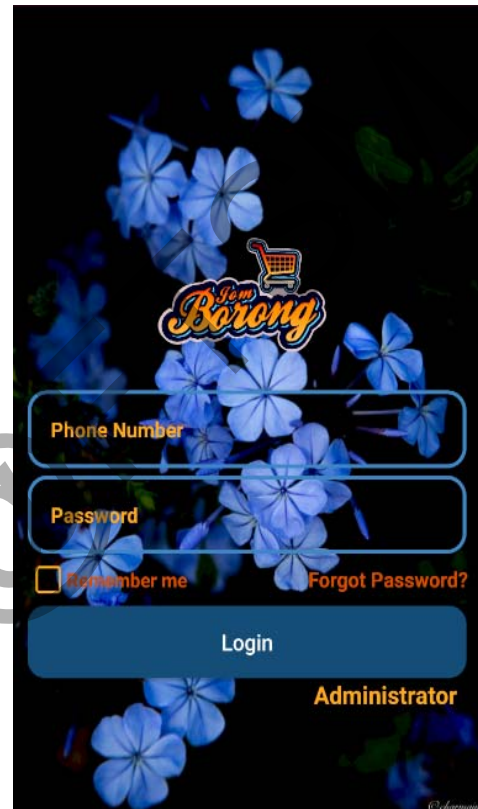 Jom
Borong
Phone Number
Password
Remember me
Forgot Password?
Login
Administrator